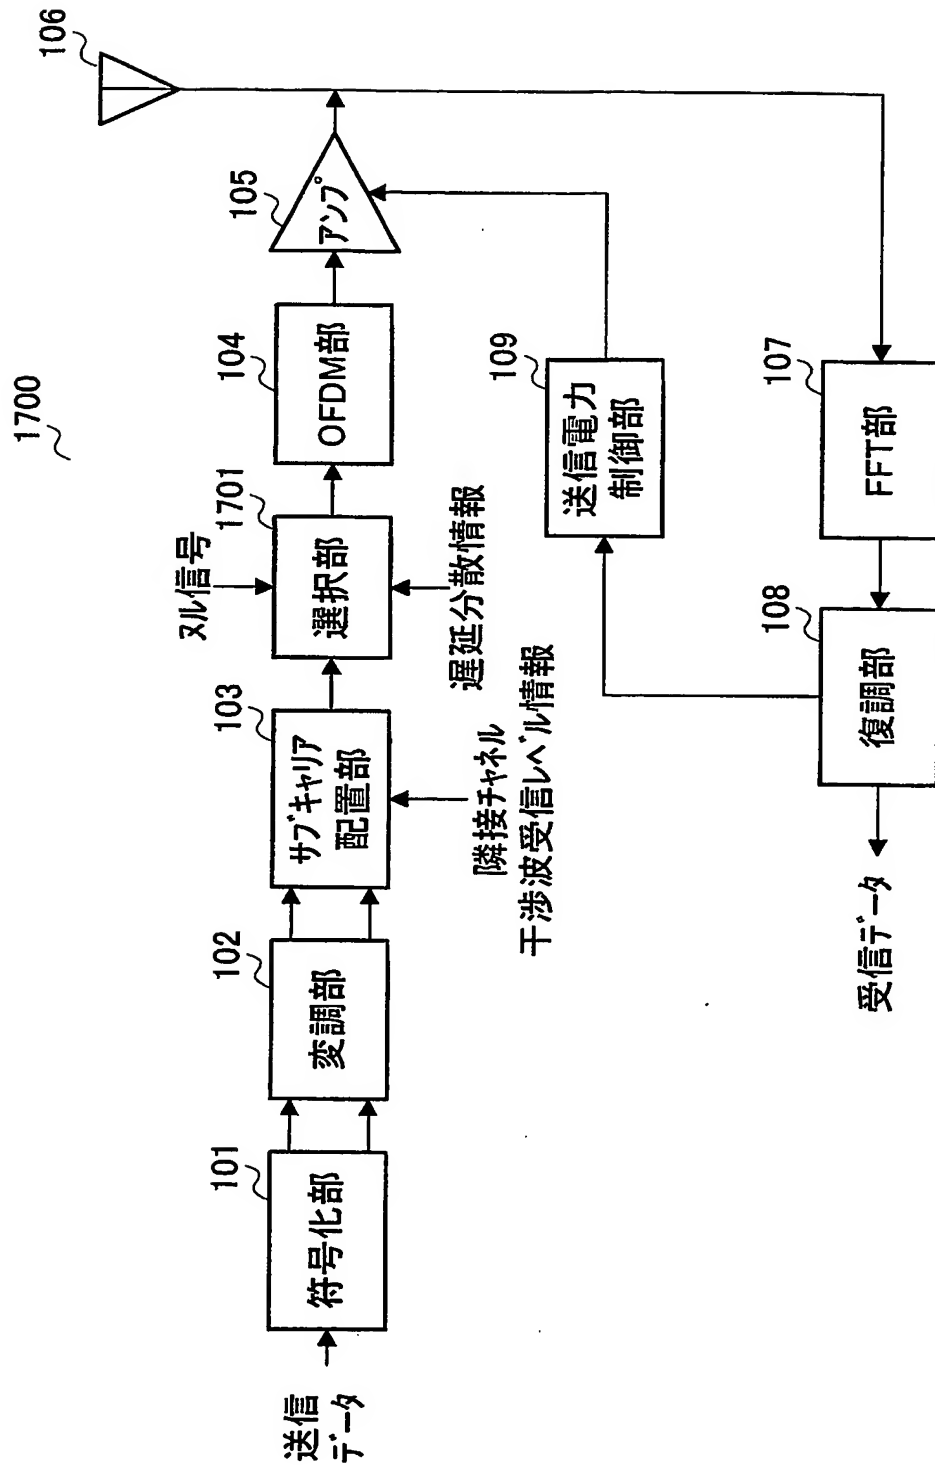 1700
106
105
アンプ
104
OFDM部
ヌル信号
1701
選択部
遅延分散情報
103
サブキャリア
配置部
隣接チャネル
干渉波受信レベル情報
102
変調部
101
符号化部
送信
データ
109
送信電力
制御部
107
FFT部
108
復調部
受信データ